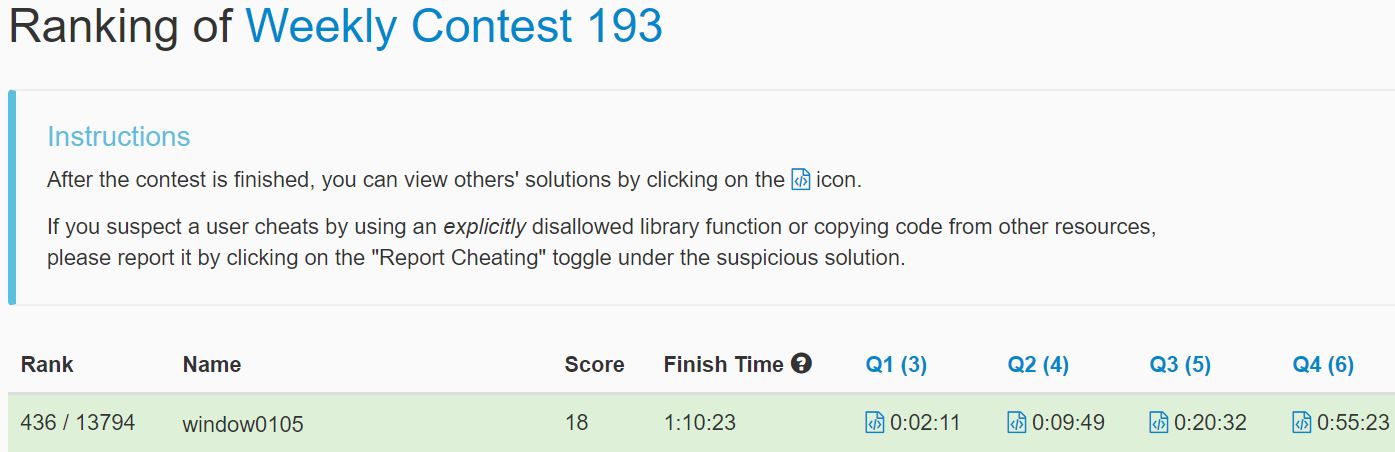 Ranking of Weekly Contest 193
Instructions
After the contest is finished, you can view others' solutions by clicking on the icon.
If you suspect a user cheats by using an explicitly disallowed library function or copying code from other resources,
please report it by clicking on the "Report Cheating" toggle under the suspicious solution.
Rank Name Score Finish Time ? Q1 (3) Q2 (4) Q3 (5) Q4 (6)
436 / 13794 window0105 18 1:10:23 0:02:11 0:09:49 0:20:32 0:55:23